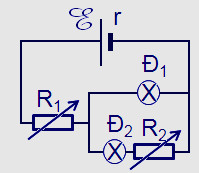 ℰ r
Đ₁
R₁
Đ₂ R₂